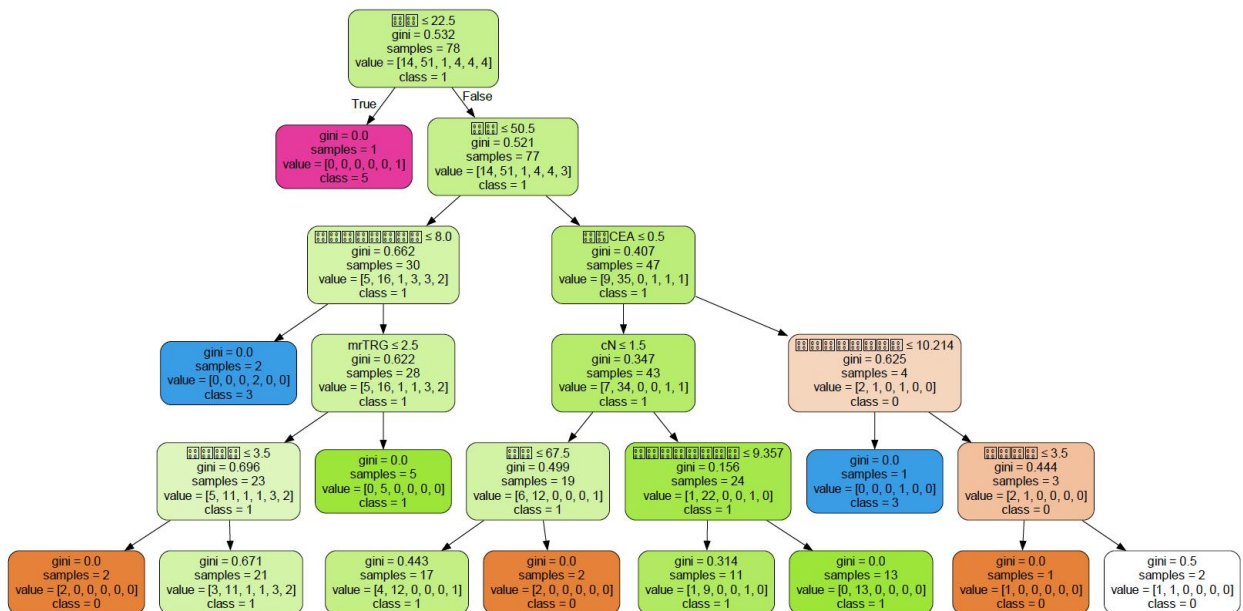 ≤ 22.5
gini = 0.532
samples = 78
value = [14, 51, 1, 4, 4, 4]
class = 1
True
False
gini = 0.0
samples = 1
value = [0, 0, 0, 0, 0, 1]
class = 5
≤ 50.5
gini = 0.521
samples = 77
value = [14, 51, 1, 4, 4, 3]
class = 1
≤ 8.0
gini = 0.662
samples = 30
value = [5, 16, 1, 3, 3, 2]
class = 1
CEA ≤ 0.5
gini = 0.407
samples = 47
value = [9, 35, 0, 1, 1, 1]
class = 1
gini = 0.0
samples = 2
value = [0, 0, 0, 2, 0, 0]
class = 3
mrTRG ≤ 2.5
gini = 0.622
samples = 28
value = [5, 16, 1, 1, 3, 2]
class = 1
cN ≤ 1.5
gini = 0.347
samples = 43
value = [7, 34, 0, 0, 1, 1]
class = 1
≤ 10.214
gini = 0.625
samples = 4
value = [2, 1, 0, 1, 0, 0]
class = 0
≤ 3.5
gini = 0.696
samples = 23
value = [5, 11, 1, 1, 3, 2]
class = 1
gini = 0.0
samples = 5
value = [0, 5, 0, 0, 0, 0]
class = 1
≤ 67.5
gini = 0.499
samples = 19
value = [6, 12, 0, 0, 0, 1]
class = 1
≤ 9.357
gini = 0.156
samples = 24
value = [1, 22, 0, 0, 1, 0]
class = 1
gini = 0.0
samples = 1
value = [0, 0, 0, 1, 0, 0]
class = 3
≤ 3.5
gini = 0.444
samples = 3
value = [2, 1, 0, 0, 0, 0]
class = 0
gini = 0.0
samples = 2
value = [2, 0, 0, 0, 0, 0]
class = 0
gini = 0.671
samples = 21
value = [3, 11, 1, 1, 3, 2]
class = 1
gini = 0.443
samples = 17
value = [4, 12, 0, 0, 0, 1]
class = 1
gini = 0.0
samples = 2
value = [2, 0, 0, 0, 0, 0]
class = 0
gini = 0.314
samples = 11
value = [1, 9, 0, 0, 1, 0]
class = 1
gini = 0.0
samples = 13
value = [0, 13, 0, 0, 0, 0]
class = 1
gini = 0.0
samples = 1
value = [1, 0, 0, 0, 0, 0]
class = 0
gini = 0.5
samples = 2
value = [1, 1, 0, 0, 0, 0]
class = 0